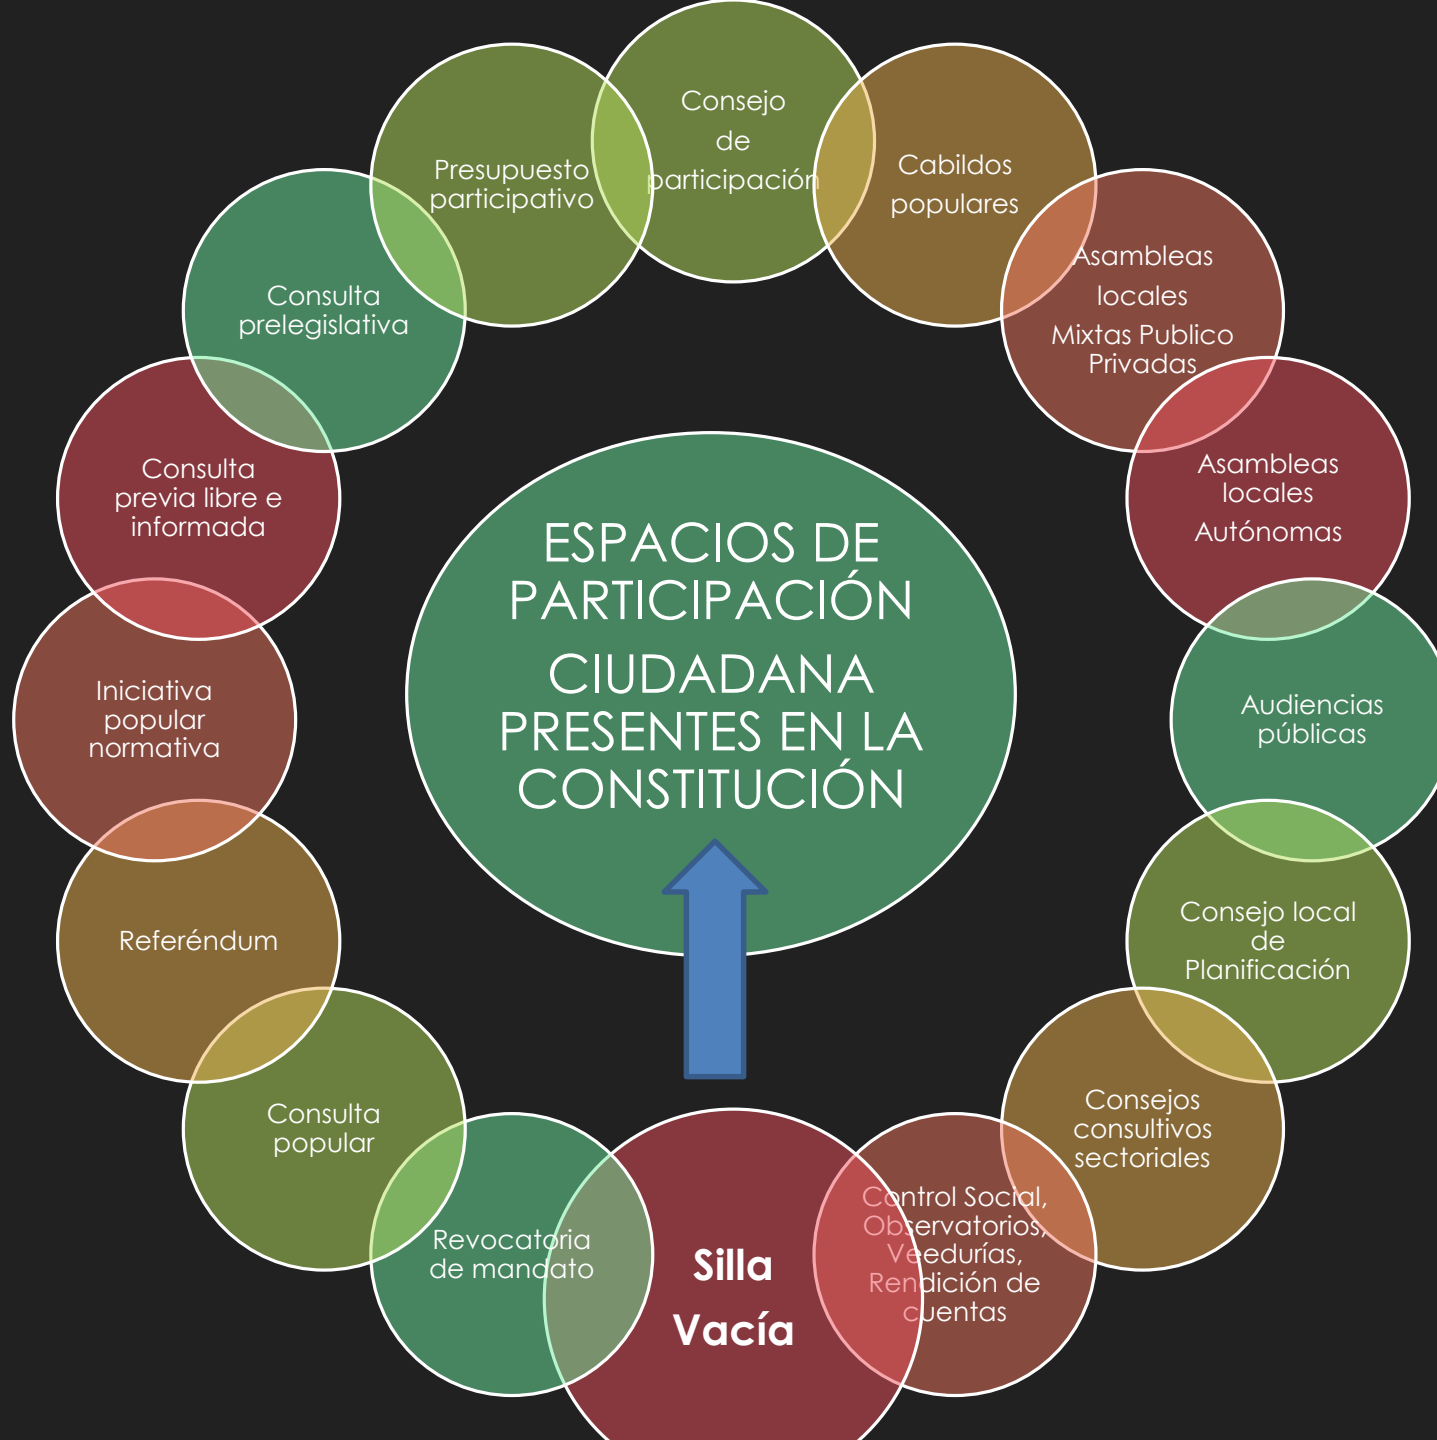 Consejo
de
participación
Cabildos
populares
Asambleas
locales
Mixtas Publico
Privadas
Asambleas
locales
Autónomas
Audiencias
públicas
Consejo local
de
Planificación
Consejos
consultivos
sectoriales
Control Social,
Observatorios,
Veedurías,
Rendición de
cuentas
Silla
Vacía
Revocatoria
de mandato
Consulta
popular
Referéndum
Iniciativa
popular
normativa
Consulta
previa libre e
informada
Consulta
prelegislativa
Presupuesto
participativo
ESPACIOS DE
PARTICIPACIÓN
CIUDADANA
PRESENTES EN LA
CONSTITUCIÓN